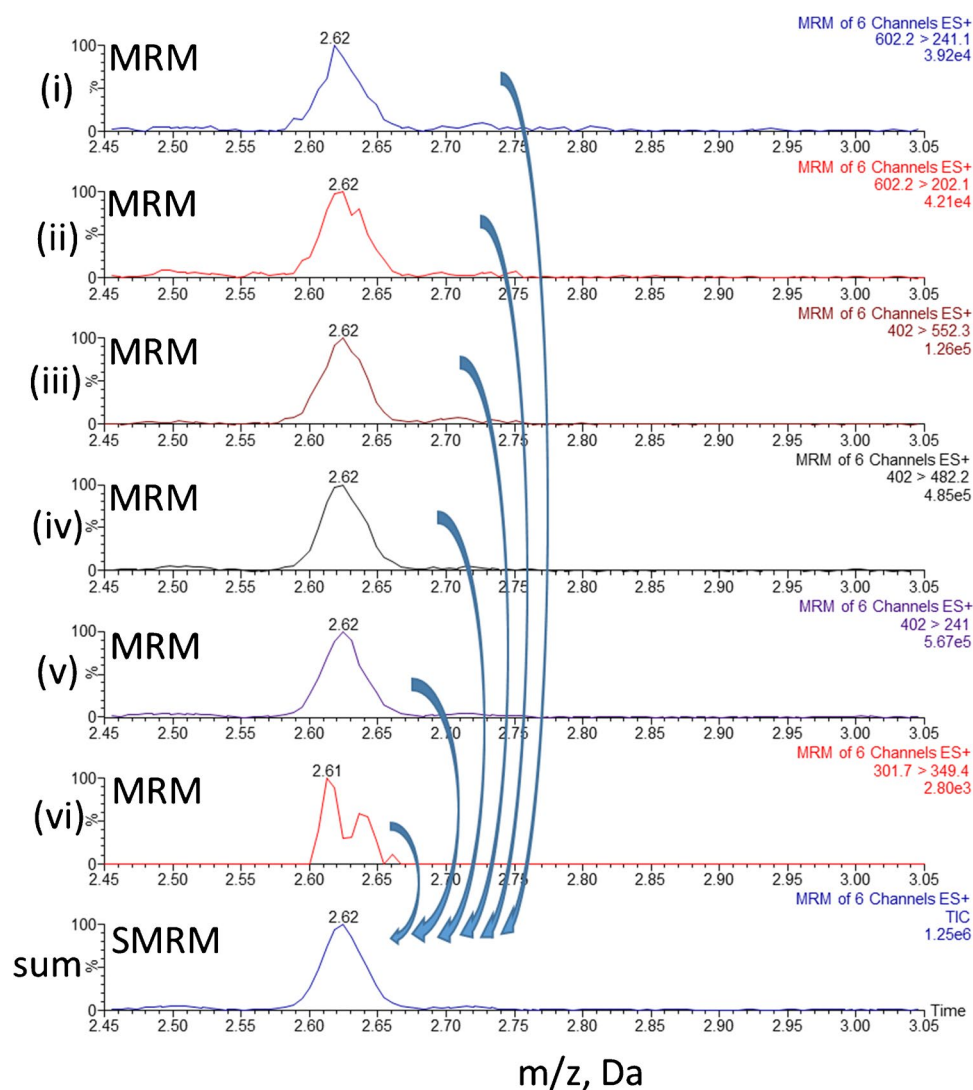 MRM of 6 Channels ES+
602.2 > 241.1
3.92e4
2.62
100
MRM
(i)
%
0
2.45 2.50 2.55 2.60 2.65 2.70 2.75 2.80 2.85 2.90 2.95 3.00 3.05
MRM of 6 Channels ES+
602.2 > 202.1
4.21e4
2.62
100
MRM
(ii)
%
0
2.45 2.50 2.55 2.60 2.65 2.70 2.75 2.80 2.85 2.90 2.95 3.00 3.05
MRM of 6 Channels ES+
402 > 552.3
1.26e5
2.62
100
MRM
(iii)
%
0
2.45 2.50 2.55 2.60 2.65 2.70 2.75 2.80 2.85 2.90 2.95 3.00 3.05
MRM of 6 Channels ES+
402 > 482.2
4.85e5
2.62
100
MRM
(iv)
%
0
2.45 2.50 2.55 2.60 2.65 2.70 2.75 2.80 2.85 2.90 2.95 3.00 3.05
MRM of 6 Channels ES+
402 > 241
5.67e5
2.62
100
MRM
(v)
%
0
2.45 2.50 2.55 2.60 2.65 2.70 2.75 2.80 2.85 2.90 2.95 3.00 3.05
MRM of 6 Channels ES+
301.7 > 349.4
2.80e3
2.61
100
MRM
(vi)
%
0
2.45 2.50 2.55 2.60 2.65 2.70 2.75 2.80 2.85 2.90 2.95 3.00 3.05
MRM of 6 Channels ES+
TIC
1.25e6
2.62
100
SMRM
sum
%
0
Time
2.45 2.50 2.55 2.60 2.65 2.70 2.75 2.80 2.85 2.90 2.95 3.00 3.05
m/z, Da